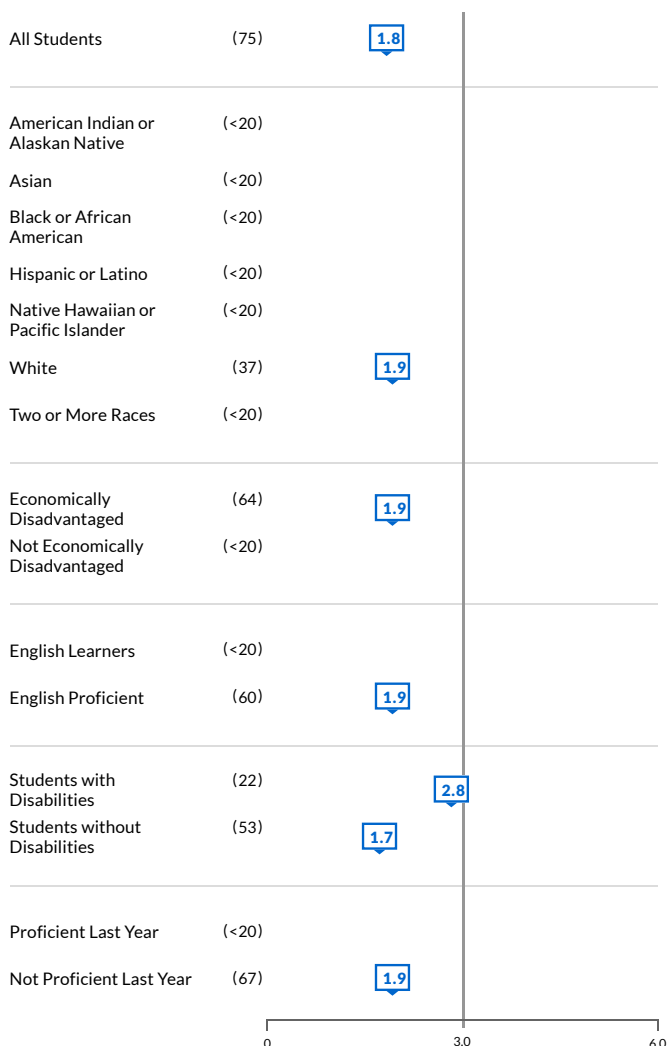 All Students (75) 1.8
American Indian or (<20)
Alaskan Native
Asian (<20)
Black or African (<20)
American
Hispanic or Latino (<20)
Native Hawaiian or (<20)
Pacific Islander
White (37) 1.9
Two or More Races (<20)
Economically (64) 1.9
Disadvantaged
Not Economically (<20)
Disadvantaged
English Learners (<20)
English Proficient (60) 1.9
Students with (22) 2.8
Disabilities
Students without (53) 1.7
Disabilities
Proficient Last Year (<20)
Not Proficient Last Year (67) 1.9
0 3.0 6.0